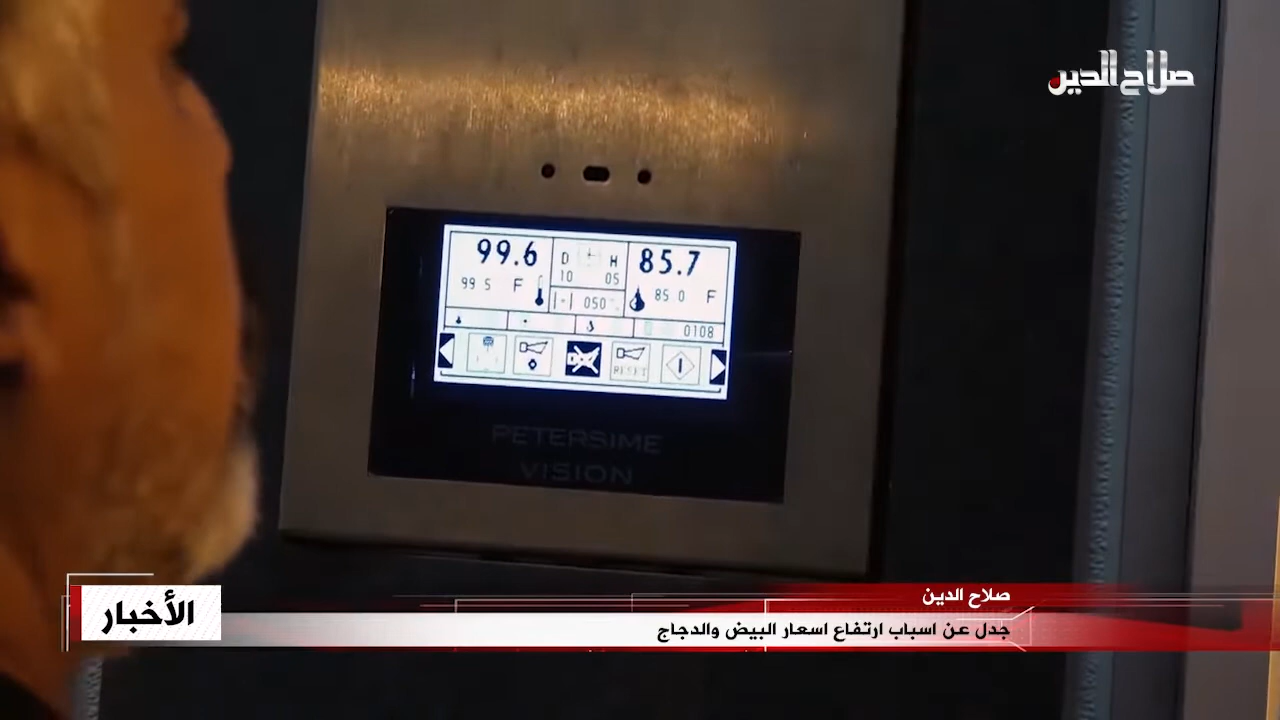 صلاح الدين
99.6
D H
85.7
99 5 F
10 05
050
85 0 F
0108
RESET
PETERSIME
VISION
صلاح الدين
الأخبار
جدل عن اسباب ارتفاع اسعار البيض والدجاج